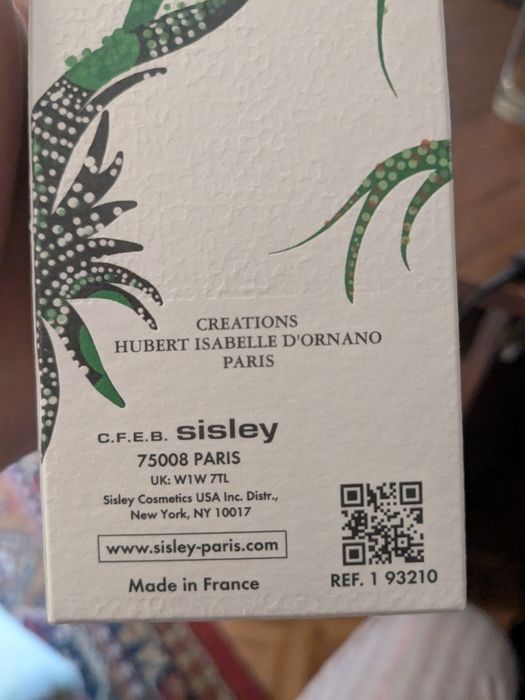 CREATIONS
HUBERT ISABELLE D'ORNANO
PARIS
C.F.E.B. sisley
75008 PARIS
UK: W1W 7TL
Sisley Cosmetics USA Inc. Distr.,
New York, NY 10017
www.sisley-paris.com
Made in France
REF. 1 93210